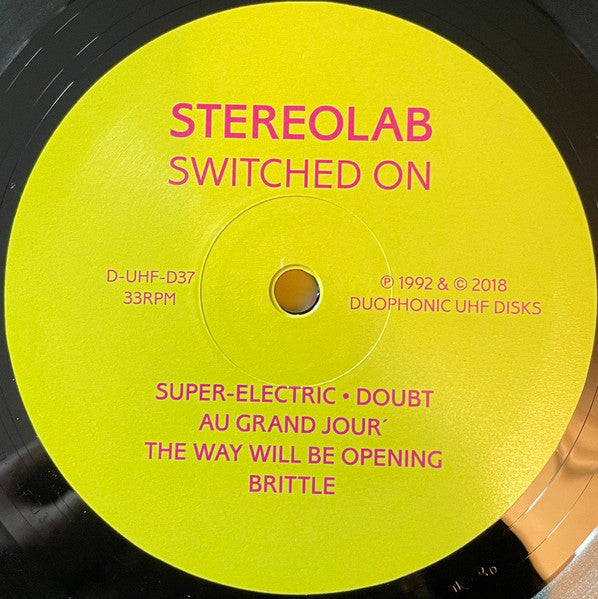 STEREOLAB
SWITCHED ON
D-UHF-D37
33RPM
℗ 1992 & © 2018
DUOPHONIC UHF DISKS
SUPER-ELECTRIC • DOUBT
AU GRAND JOUR´
THE WAY WILL BE OPENING
BRITTLE